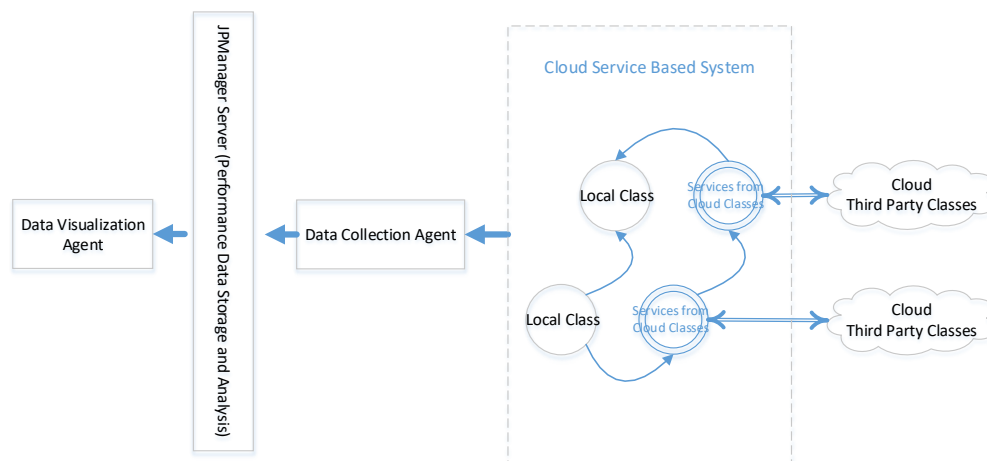 Data Visualization
Agent
JPManager Server (Performance Data Storage and Analysis)
Data Collection Agent
Cloud Service Based System
Local Class
Services from
Cloud Classes
Local Class
Services from
Cloud Classes
Cloud
Third Party Classes
Cloud
Third Party Classes